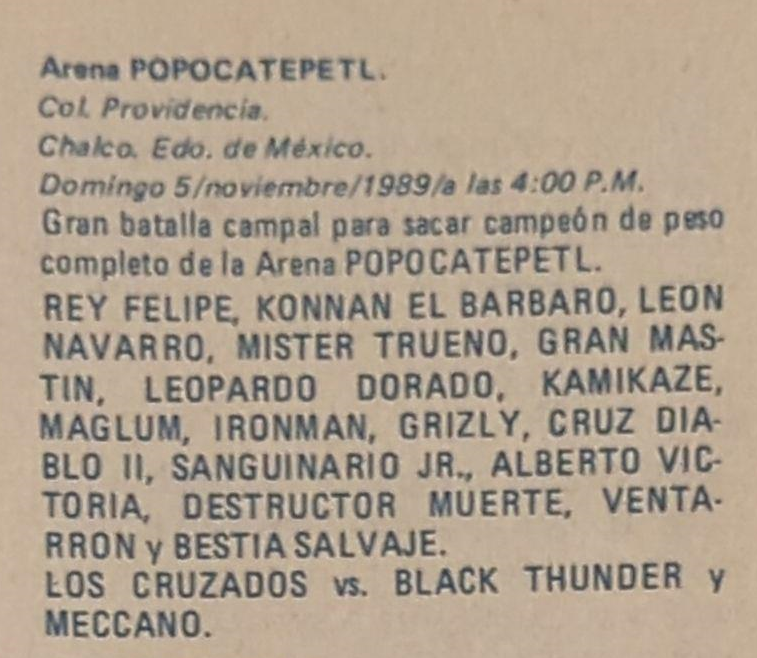 Arena POPOCATEPETL.
Col. Providencia.
Chalco. Edo. de México.
Domingo 5/noviembre/1989/a las 4:00 P.M.
Gran batalla campal para sacar campeón de peso
completo de la Arena POPOCATEPETL.
REY FELIPE, KONNAN EL BARBARO, LEON
NAVARRO, MISTER TRUENO, GRAN MAS-
TIN, LEOPARDO DORADO, KAMIKAZE,
MAGLUM, IRONMAN, GRIZLY, CRUZ DIA-
BLO II, SANGUINARIO JR., ALBERTO VIC-
TORIA, DESTRUCTOR MUERTE, VENTA-
RRON y BESTIA SALVAJE.
LOS CRUZADOS vs. BLACK THUNDER y
MECCANO.